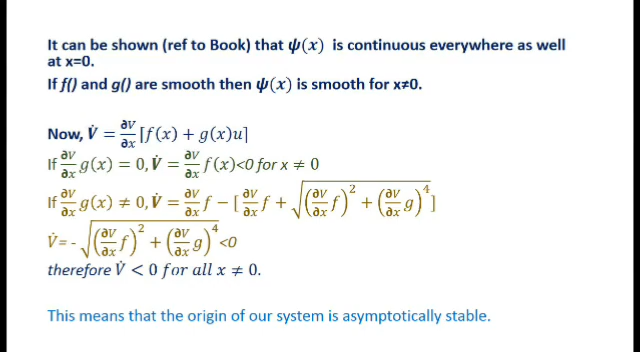 It can be shown (ref to Book) that ψ(x) is continuous everywhere as well
at x=0.
If f() and g() are smooth then ψ(x) is smooth for x≠0.
Now, V̇ = ∂V/∂x [f(x) + g(x)u]
If ∂V/∂x g(x) = 0, V̇ = ∂V/∂x f(x)<0 for x ≠ 0
If ∂V/∂x g(x) ≠ 0, V̇ = ∂V/∂x f − [∂V/∂x f + √((∂V/∂x f)² + (∂V/∂x g)⁴)]
V̇= - √((∂V/∂x f)² + (∂V/∂x g)⁴) <0
therefore V̇ < 0 for all x ≠ 0.
This means that the origin of our system is asymptotically stable.